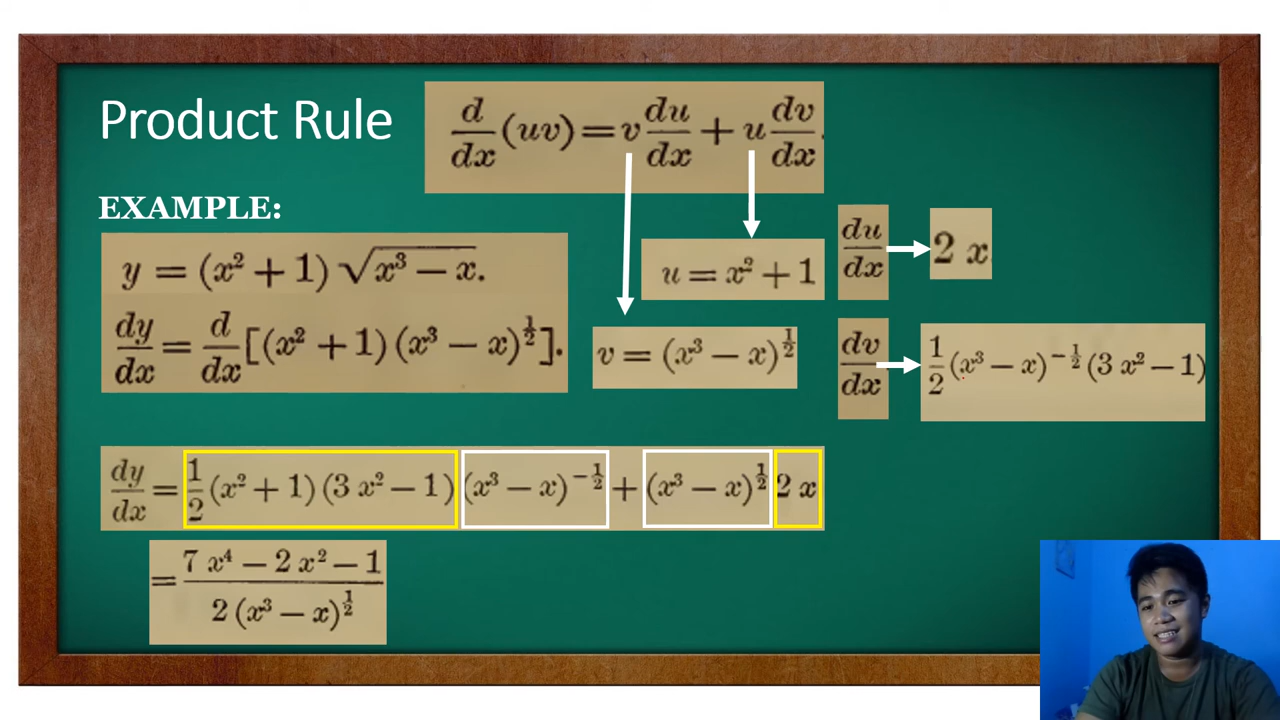 Product Rule
d/dx (uv) = v du/dx + u dv/dx.
EXAMPLE:
y = (x² + 1) √(x³ − x).
dy/dx = d/dx [(x² + 1) (x³ − x)^½].
u = x² + 1
v = (x³ − x)^½
du/dx → 2 x
dv/dx → ½ (x³ − x)^−½ (3 x² − 1)
dy/dx = ½ (x² + 1) (3 x² − 1) (x³ − x)^−½ + (x³ − x)^½ 2 x
= (7 x⁴ − 2 x² − 1) / (2 (x³ − x)^½)